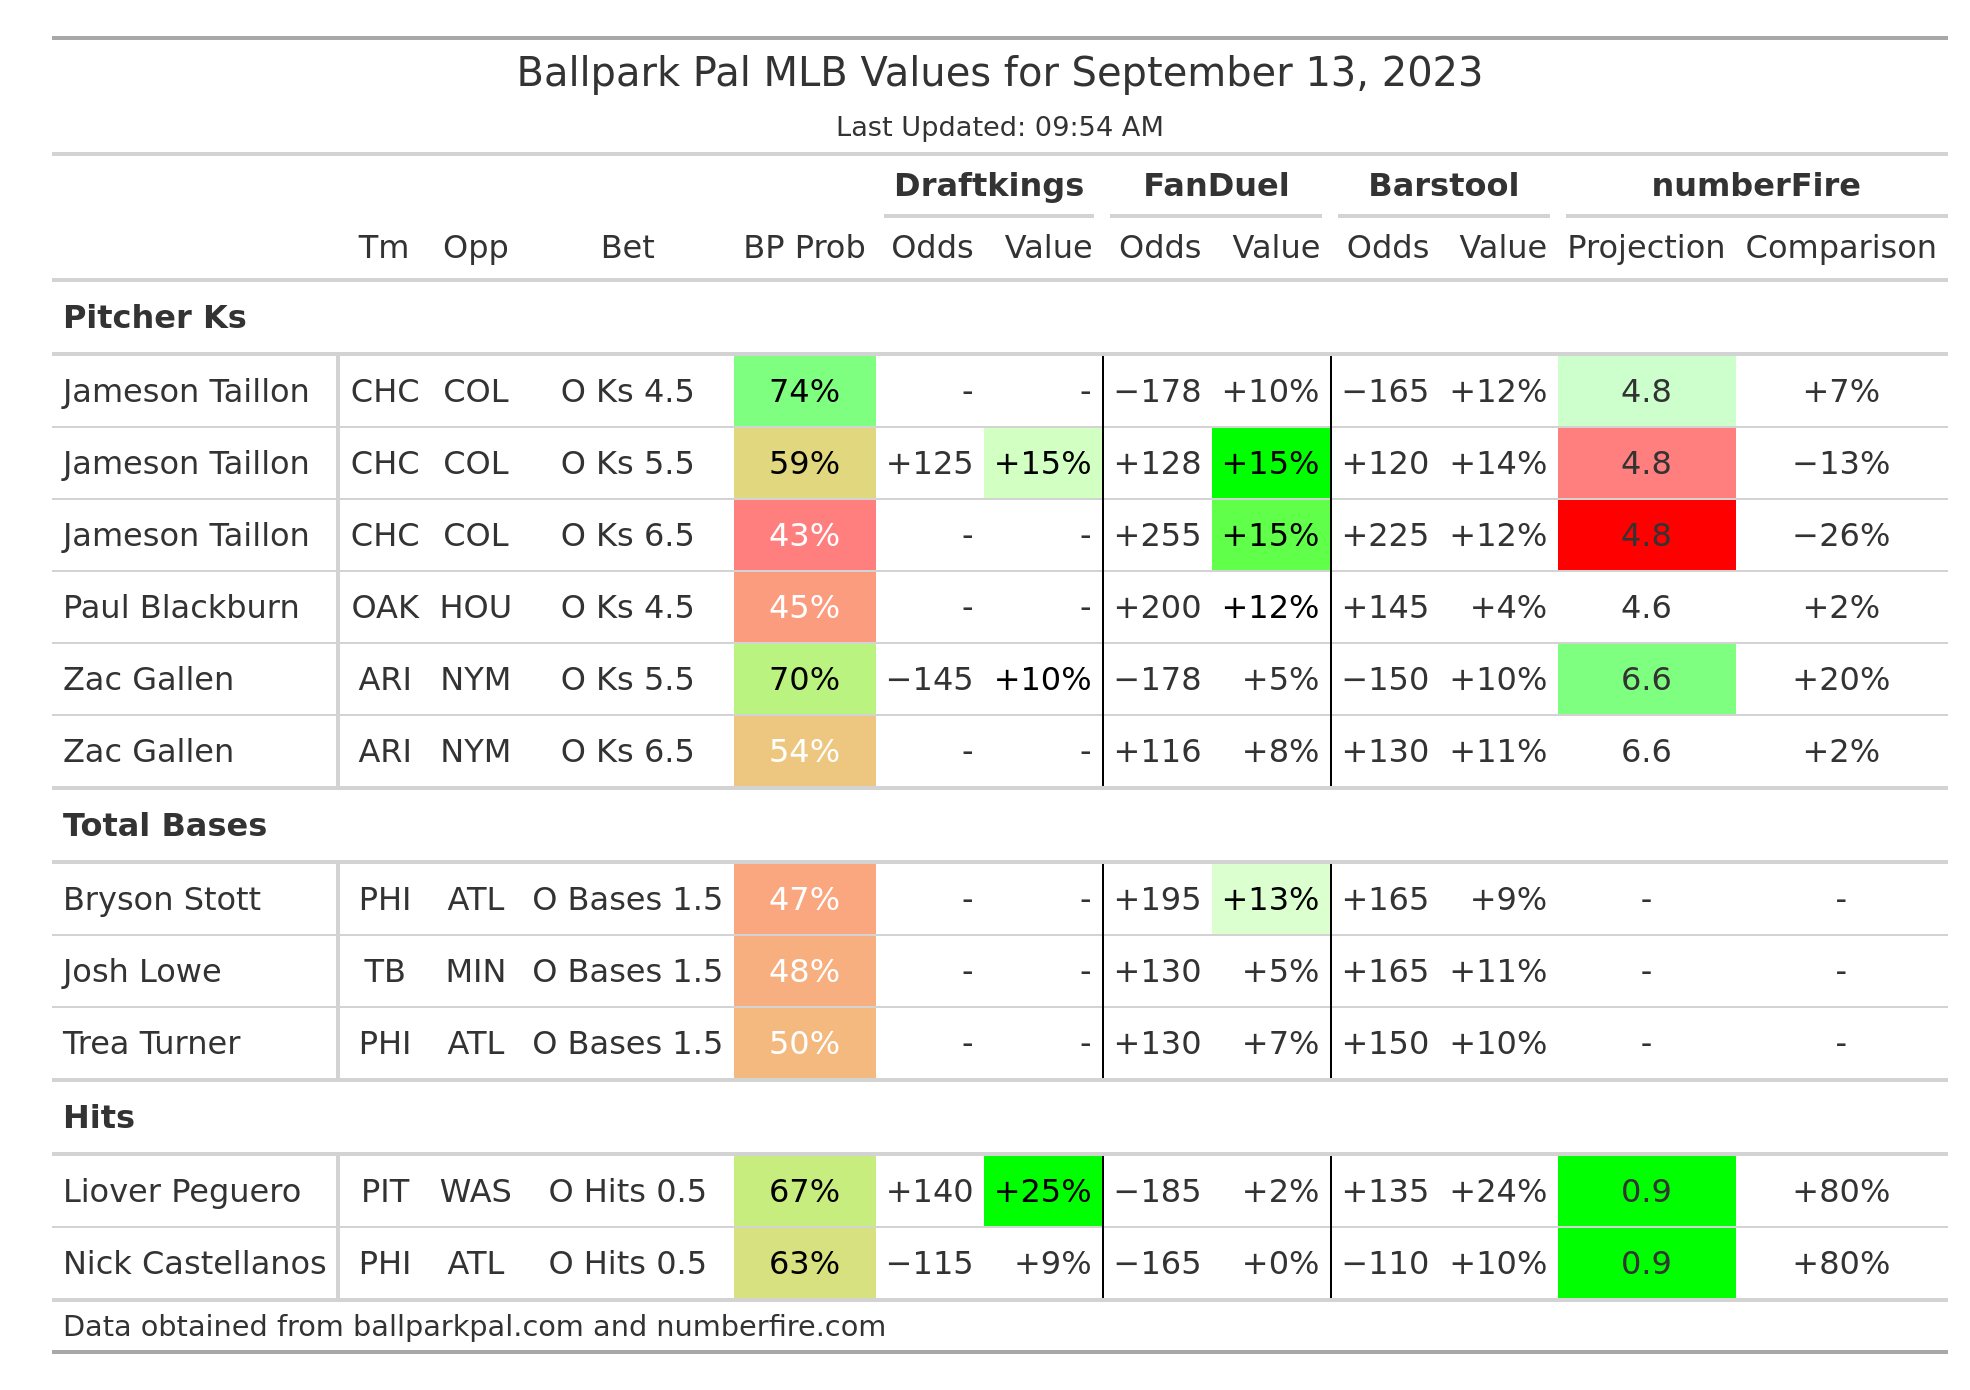 Ballpark Pal MLB Values for September 13, 2023
Last Updated: 09:54 AM
Draftkings FanDuel Barstool numberFire
Tm Opp Bet BP Prob Odds Value Odds Value Odds Value Projection Comparison
Pitcher Ks
Jameson Taillon CHC COL O Ks 4.5 74% - - −178 +10% −165 +12% 4.8 +7%
Jameson Taillon CHC COL O Ks 5.5 59% +125 +15% +128 +15% +120 +14% 4.8 −13%
Jameson Taillon CHC COL O Ks 6.5 43% - - +255 +15% +225 +12% 4.8 −26%
Paul Blackburn OAK HOU O Ks 4.5 45% - - +200 +12% +145 +4% 4.6 +2%
Zac Gallen ARI NYM O Ks 5.5 70% −145 +10% −178 +5% −150 +10% 6.6 +20%
Zac Gallen ARI NYM O Ks 6.5 54% - - +116 +8% +130 +11% 6.6 +2%
Total Bases
Bryson Stott PHI ATL O Bases 1.5 47% - - +195 +13% +165 +9% - -
Josh Lowe TB MIN O Bases 1.5 48% - - +130 +5% +165 +11% - -
Trea Turner PHI ATL O Bases 1.5 50% - - +130 +7% +150 +10% - -
Hits
Liover Peguero PIT WAS O Hits 0.5 67% +140 +25% −185 +2% +135 +24% 0.9 +80%
Nick Castellanos PHI ATL O Hits 0.5 63% −115 +9% −165 +0% −110 +10% 0.9 +80%
Data obtained from ballparkpal.com and numberfire.com